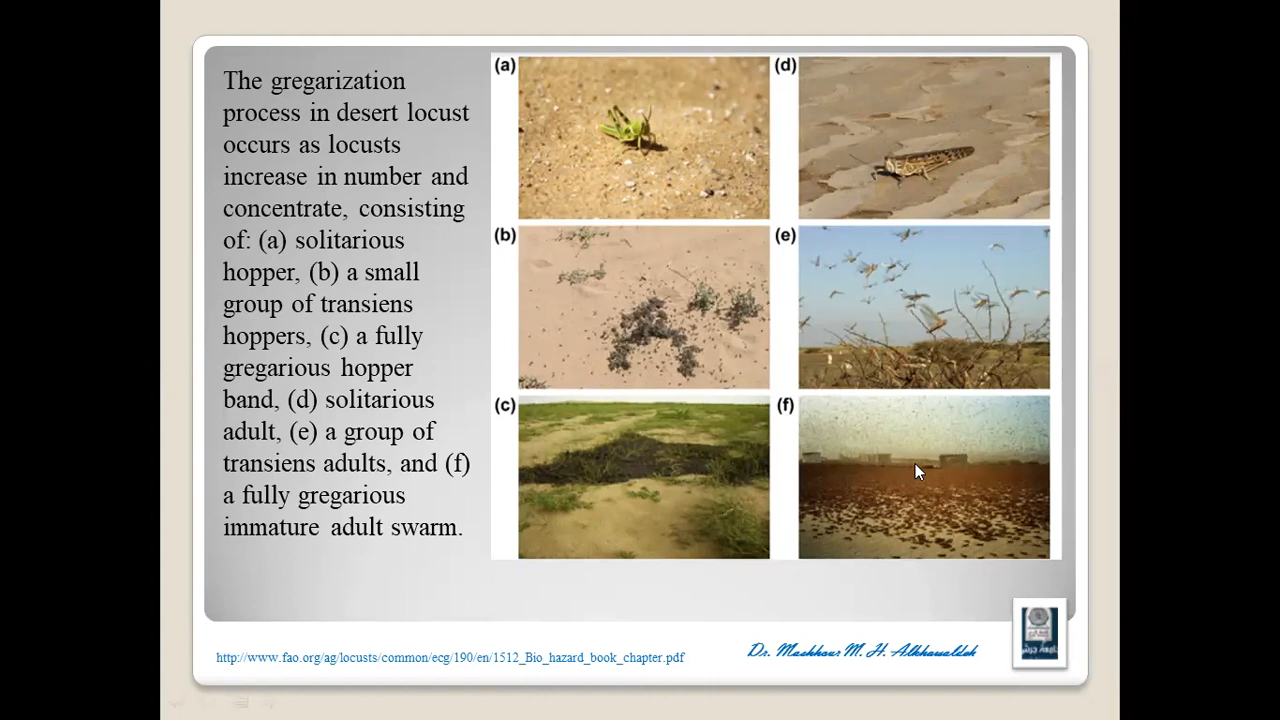 The gregarization
process in desert locust
occurs as locusts
increase in number and
concentrate, consisting
of: (a) solitarious
hopper, (b) a small
group of transiens
hoppers, (c) a fully
gregarious hopper
band, (d) solitarious
adult, (e) a group of
transiens adults, and (f)
a fully gregarious
immature adult swarm.
(a)
(b)
(c)
(d)
(e)
(f)
http://www.fao.org/ag/locusts/common/ecg/190/en/1512_Bio_hazard_book_chapter.pdf
Dr. Mashhour M. H. Alkhawaldeh